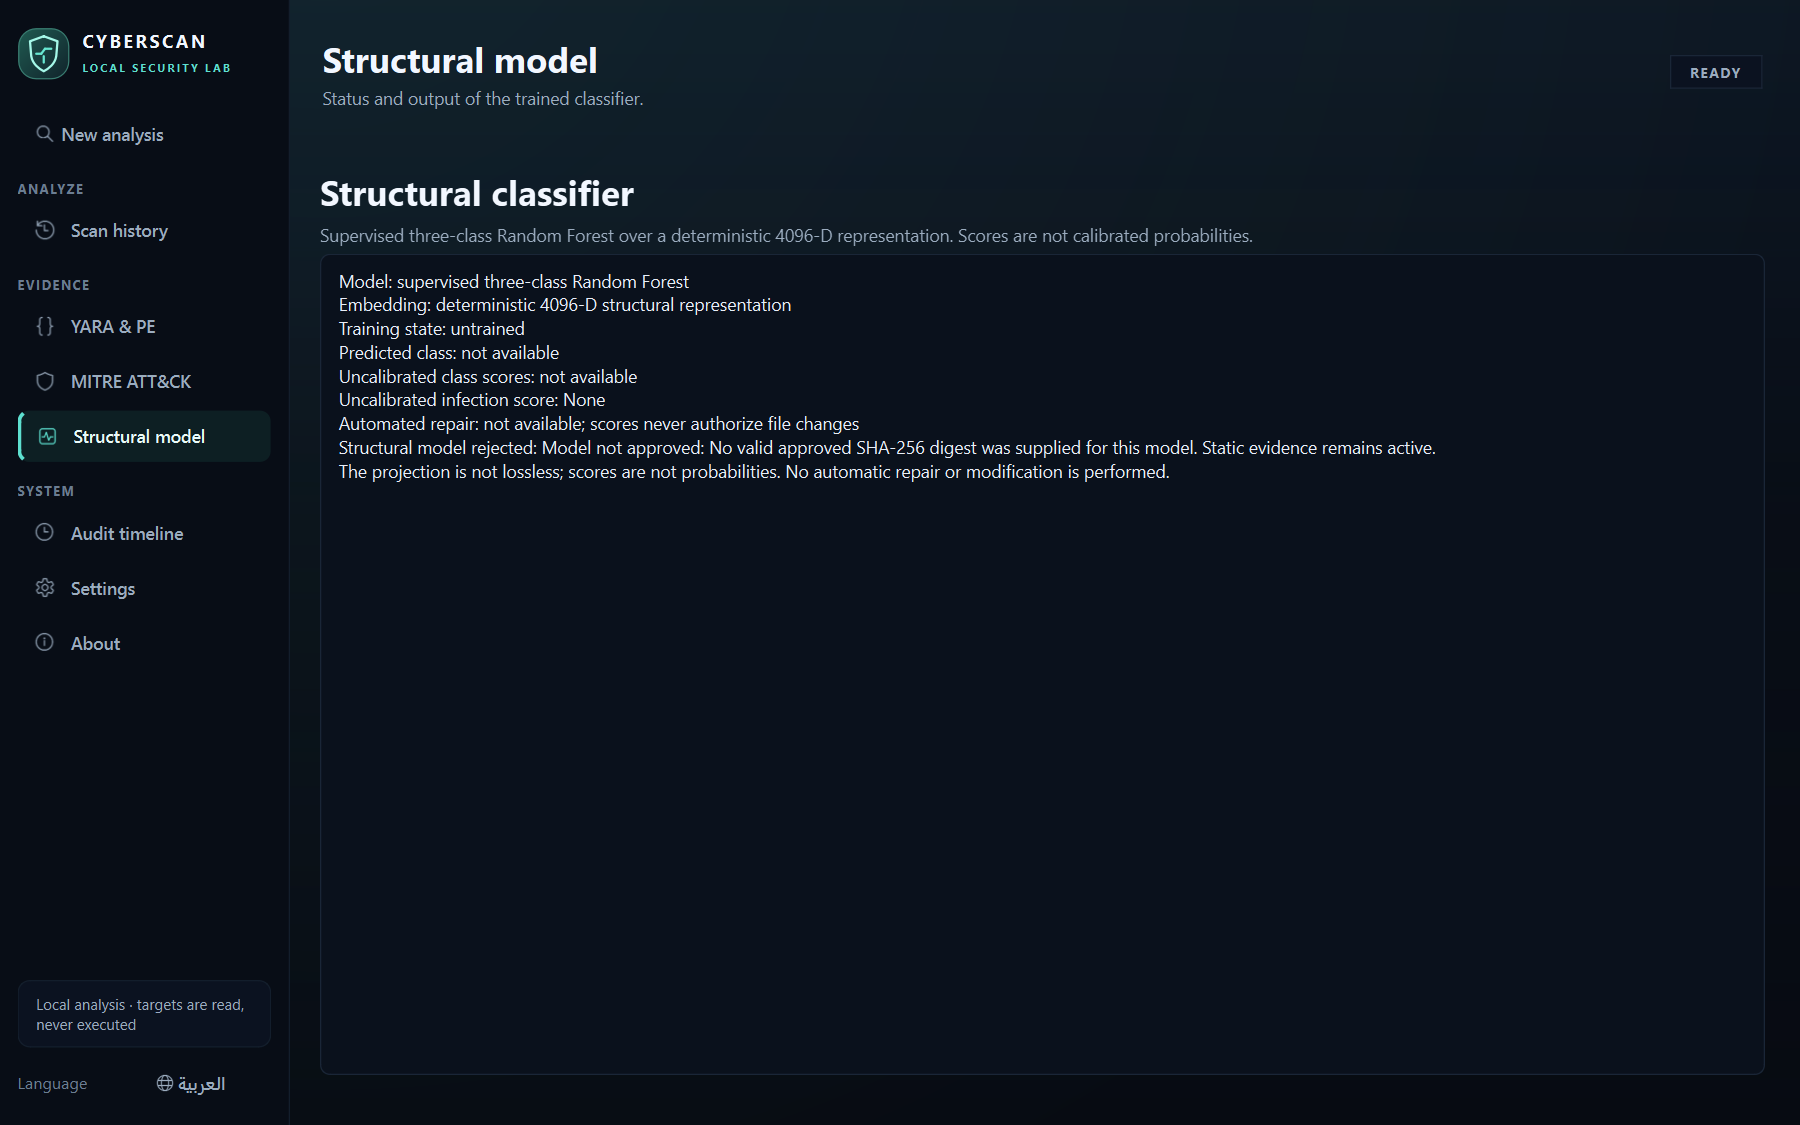 CYBERSCAN
LOCAL SECURITY LAB
New analysis
ANALYZE
Scan history
EVIDENCE
YARA & PE
MITRE ATT&CK
Structural model
SYSTEM
Audit timeline
Settings
About
Local analysis · targets are read,
never executed
Language العربية
Structural model
Status and output of the trained classifier.
READY
Structural classifier
Supervised three-class Random Forest over a deterministic 4096-D representation. Scores are not calibrated probabilities.
Model: supervised three-class Random Forest
Embedding: deterministic 4096-D structural representation
Training state: untrained
Predicted class: not available
Uncalibrated class scores: not available
Uncalibrated infection score: None
Automated repair: not available; scores never authorize file changes
Structural model rejected: Model not approved: No valid approved SHA-256 digest was supplied for this model. Static evidence remains active.
The projection is not lossless; scores are not probabilities. No automatic repair or modification is performed.